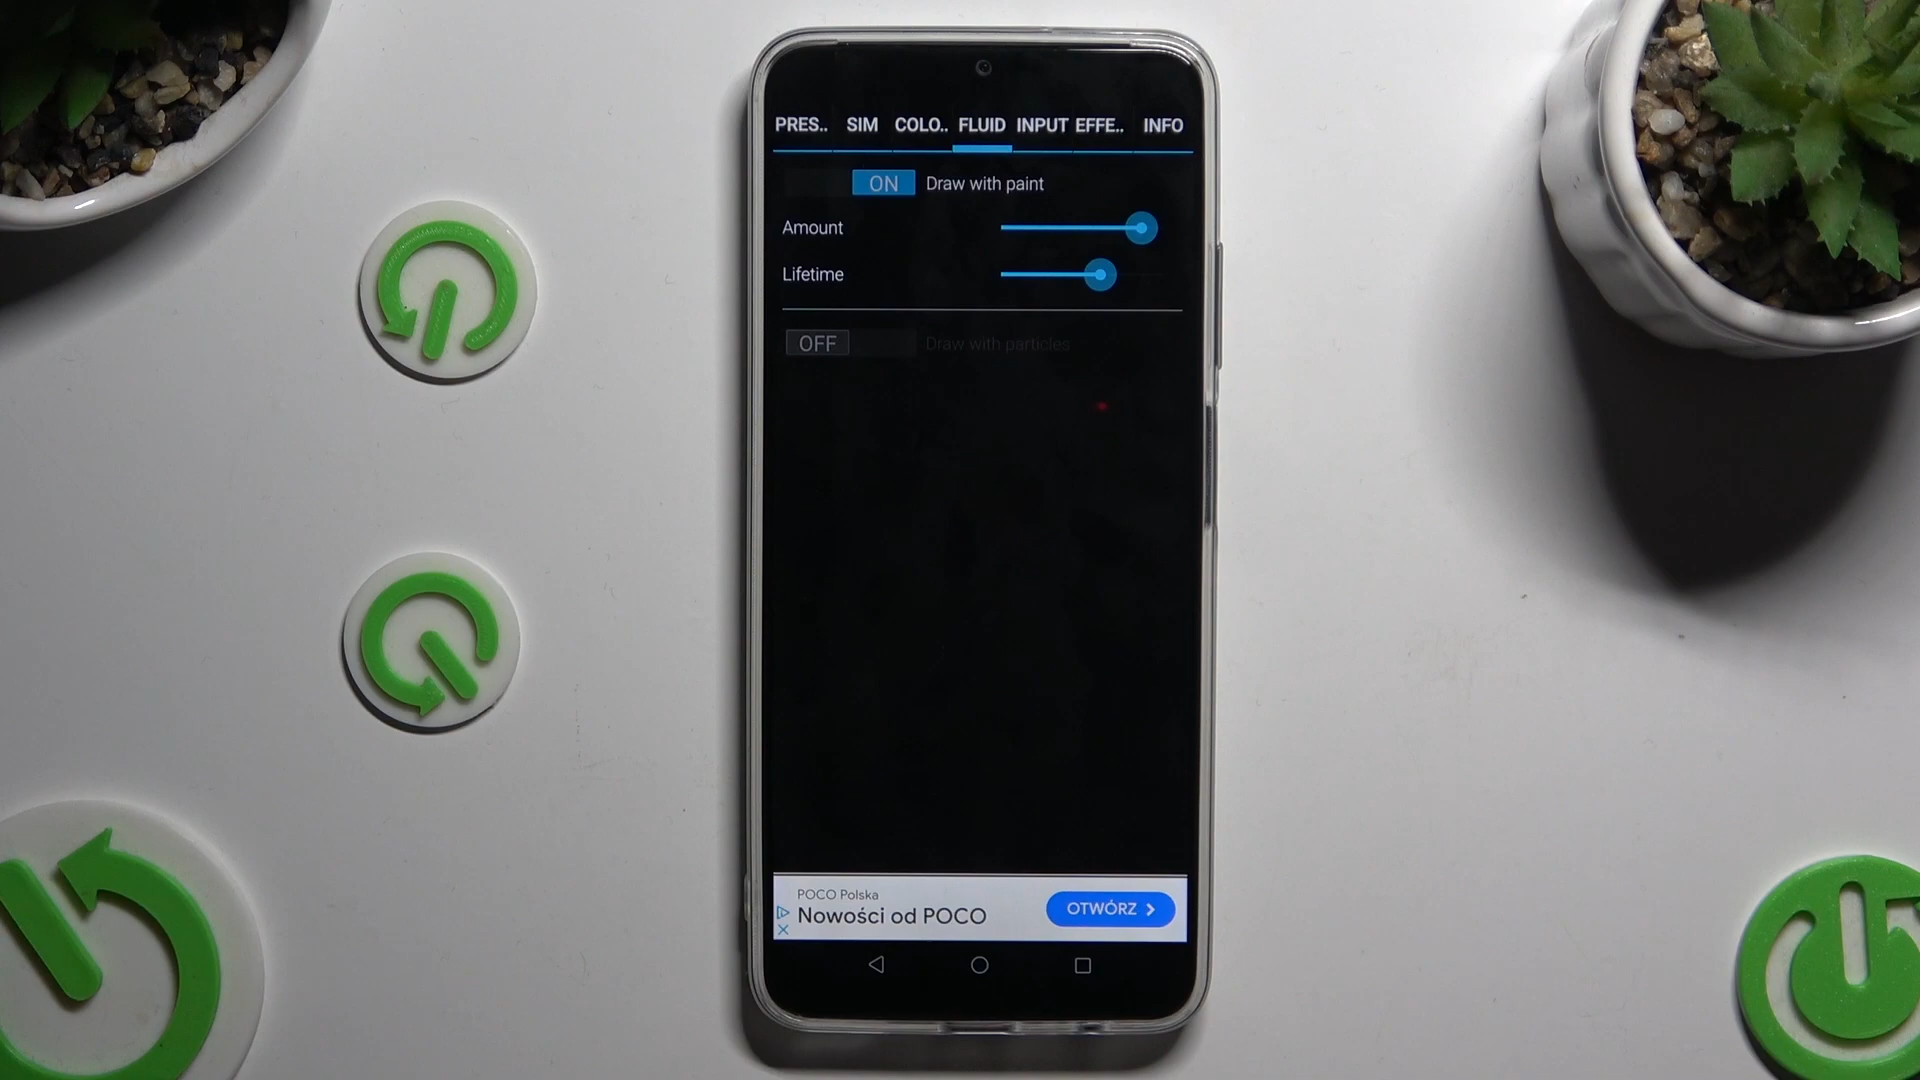 PRES.. SIM COLO.. FLUID INPUT EFFE.. INFO
ON Draw with paint
Amount
Lifetime
OFF Draw with particles
POCO Polska
Nowości od POCO
OTWÓRZ